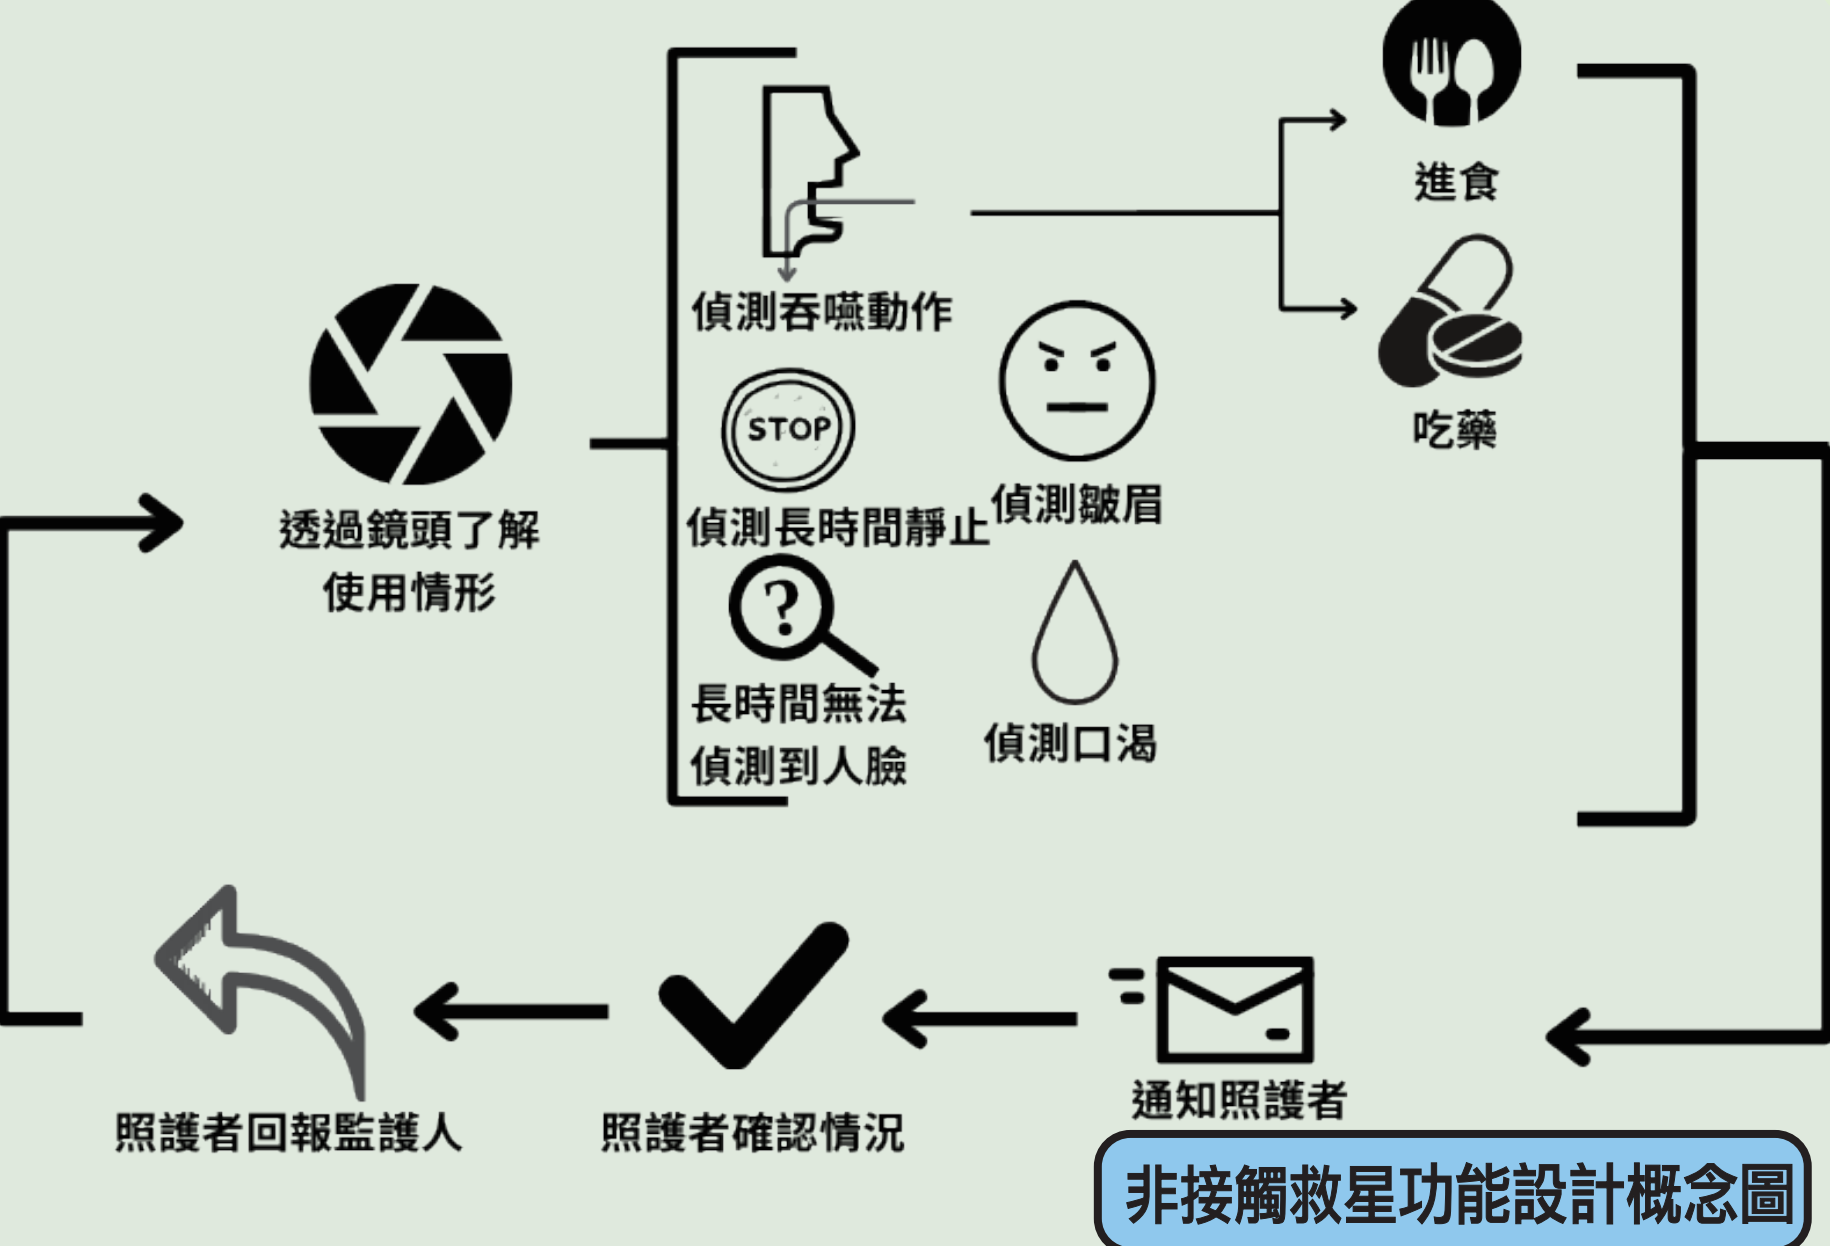 進食
吃藥
偵測吞嚥動作
STOP
偵測長時間靜止
偵測皺眉
透過鏡頭了解
使用情形
?
長時間無法
偵測到人臉
偵測口渴
通知照護者
照護者確認情況
照護者回報監護人
非接觸救星功能設計概念圖